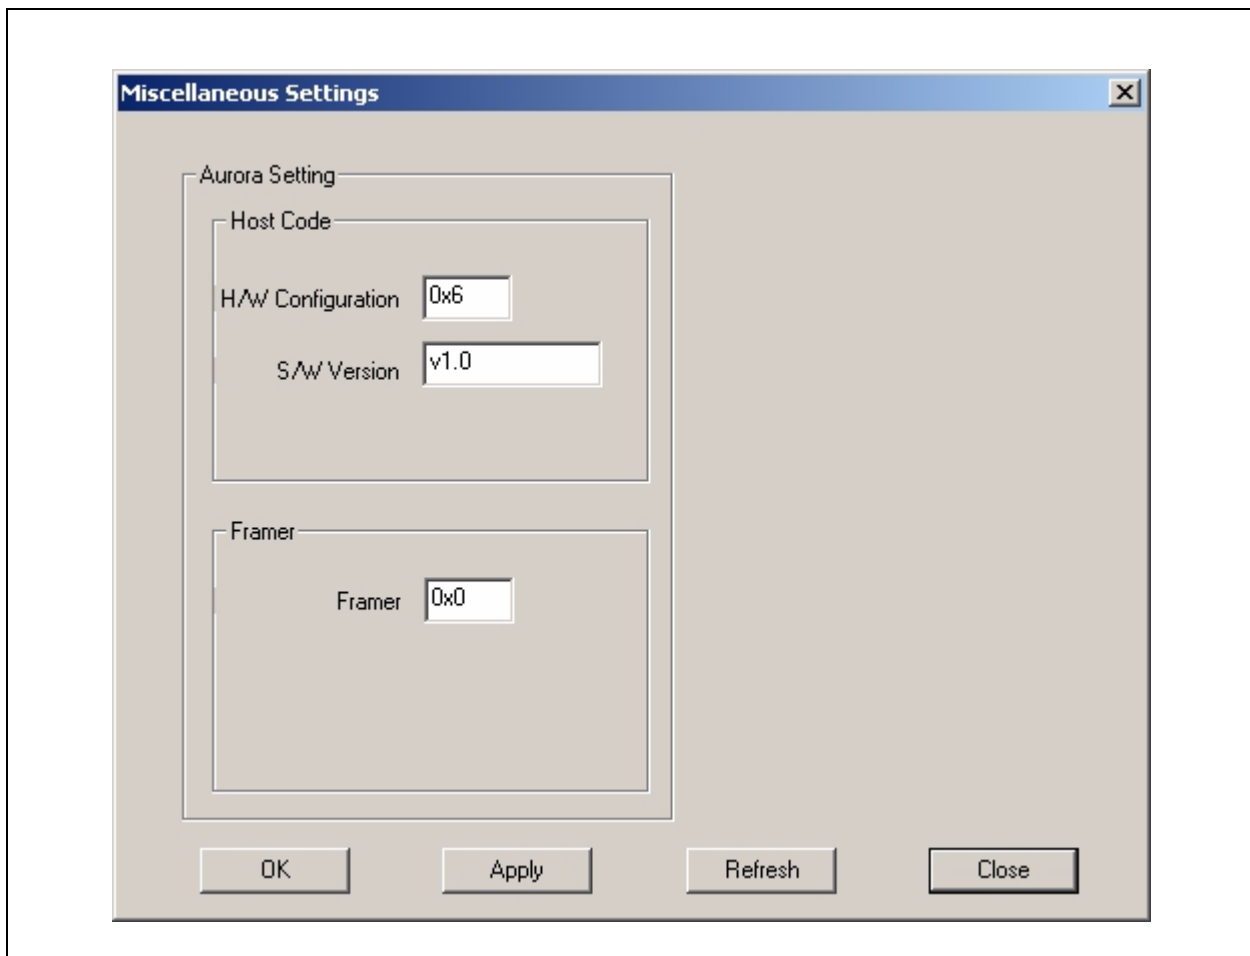 Miscellaneous Settings
Aurora Setting
Host Code
H/W Configuration 0x6
S/W Version v1.0
Framer
Framer 0x0
OK Apply Refresh Close